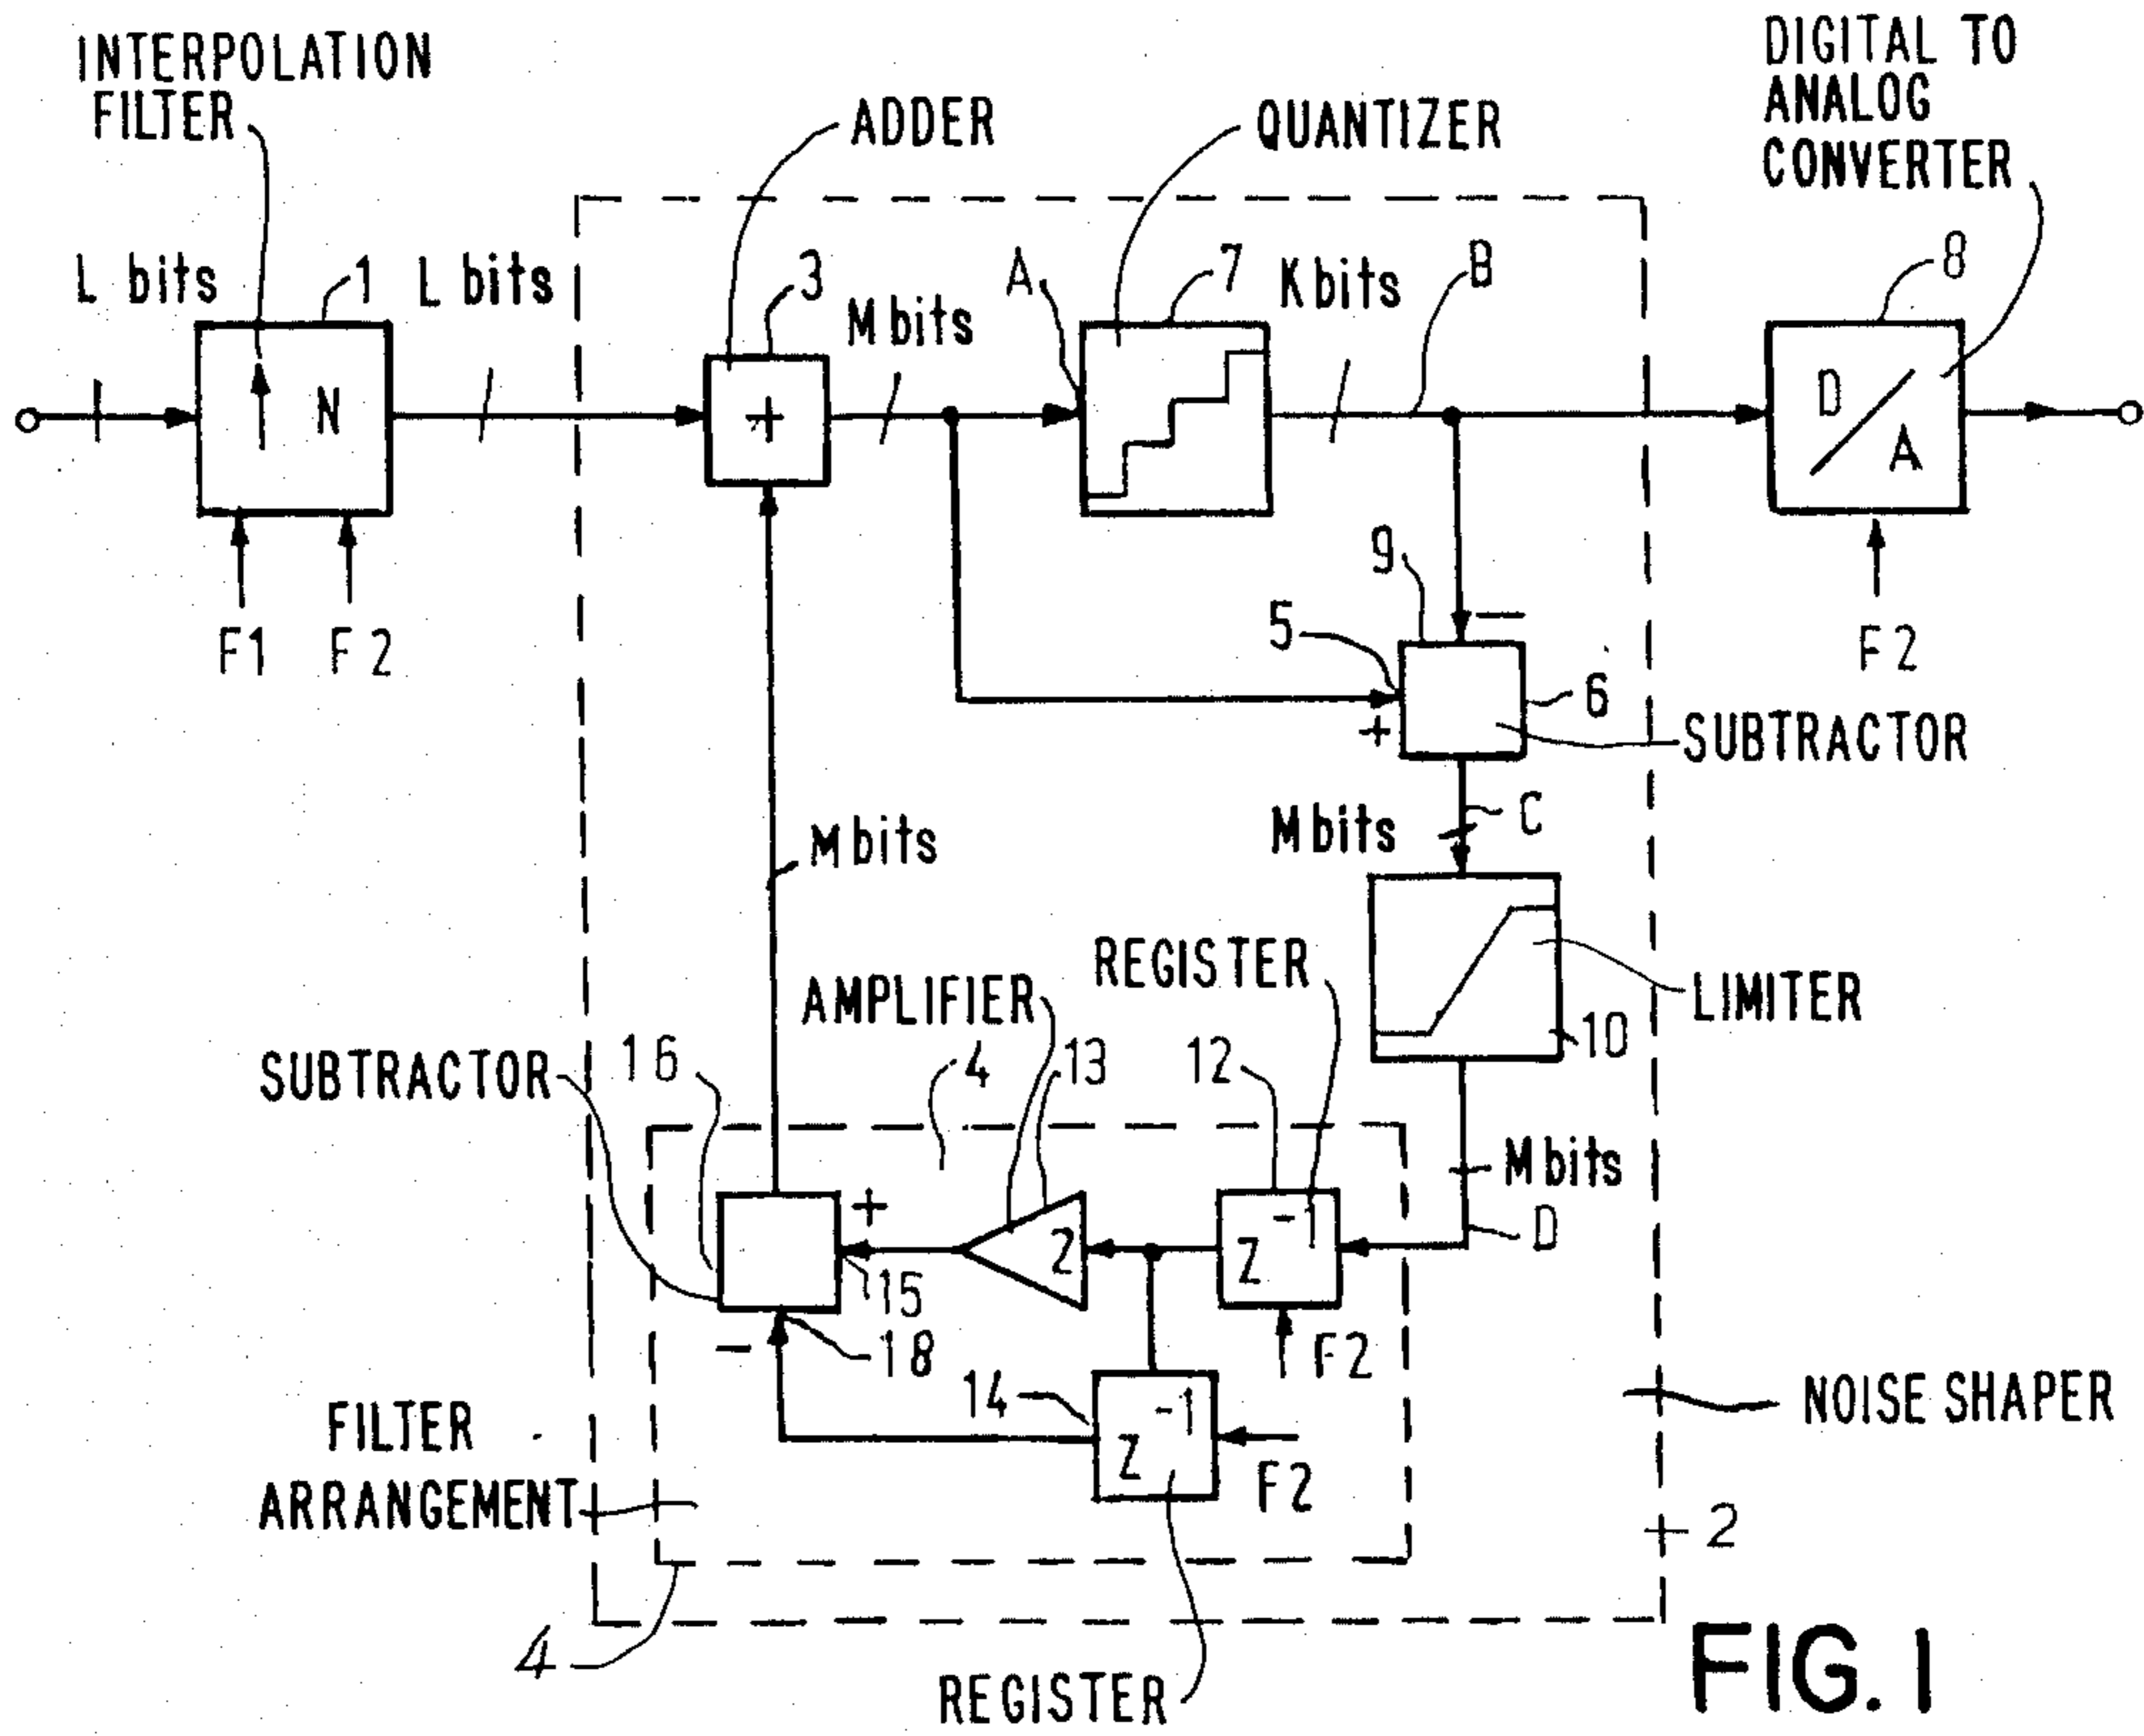 INTERPOLATION
FILTER
ADDER
QUANTIZER
DIGITAL TO
ANALOG
CONVERTER
L bits
1
L bits
3
M bits
A
7
K bits
B
8
N
+
D
A
F1
F2
9
5
-
+
6
F2
SUBTRACTOR
M bits
M bits
C
REGISTER
AMPLIFIER
LIMITER
10
SUBTRACTOR
16
4
13
12
M bits
D
+
2
Z -1
15
-
18
F2
14
Z -1
F2
NOISE SHAPER
FILTER
ARRANGEMENT
2
4
REGISTER
FIG. 1